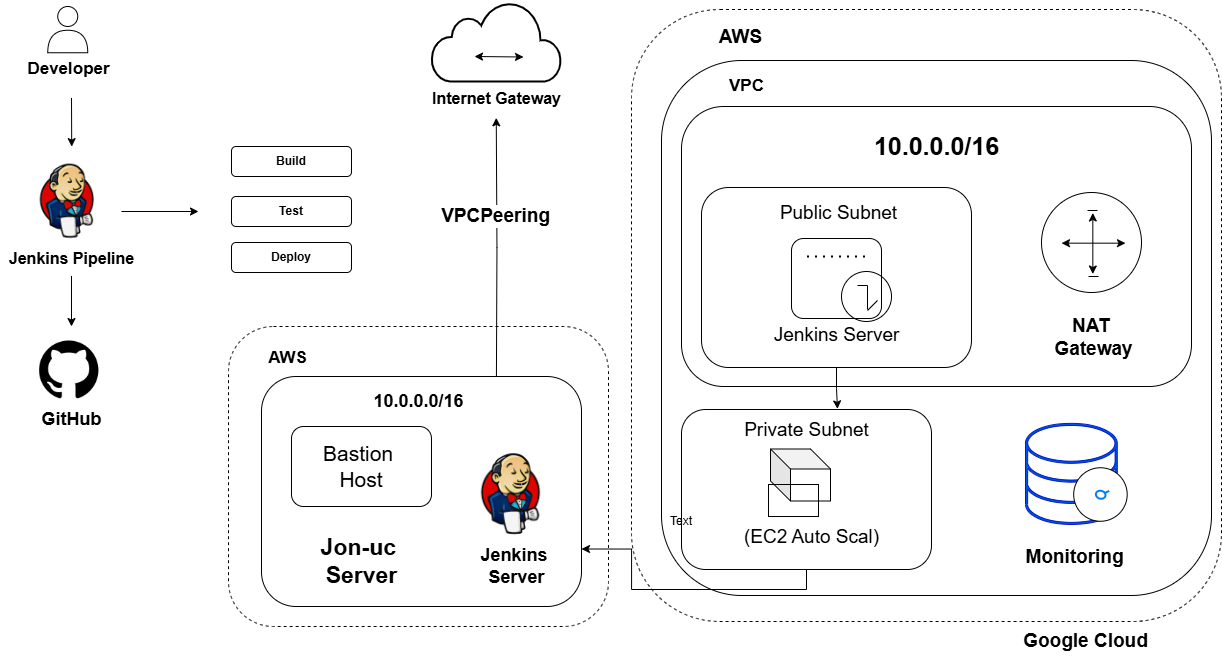 Developer
Jenkins Pipeline
GitHub
Build
Test
Deploy
Internet Gateway
VPCPeering
AWS
10.0.0.0/16
Bastion
Host
Jon-uc
Server
Jenkins
Server
AWS
VPC
10.0.0.0/16
Public Subnet
Jenkins Server
NAT
Gateway
Private Subnet
Text
(EC2 Auto Scal)
Monitoring
Google Cloud